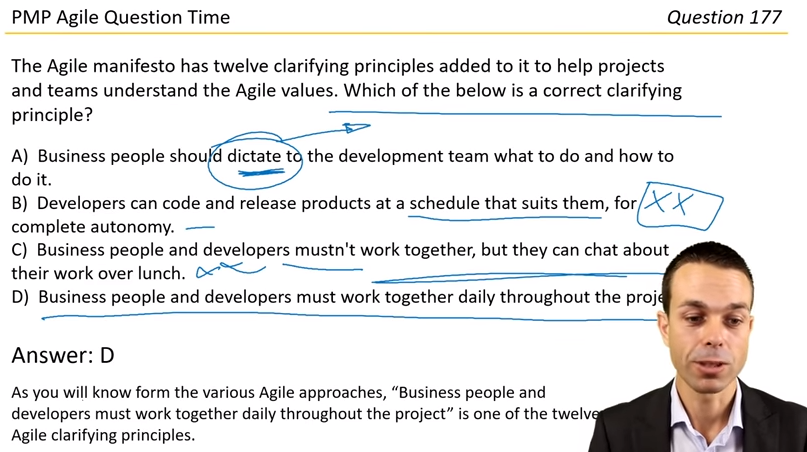 PMP Agile Question Time
Question 177
The Agile manifesto has twelve clarifying principles added to it to help projects
and teams understand the Agile values. Which of the below is a correct clarifying
principle?
A) Business people should dictate to the development team what to do and how to
do it.
B) Developers can code and release products at a schedule that suits them, for
complete autonomy.
XX
C) Business people and developers mustn't work together, but they can chat about
their work over lunch.
D) Business people and developers must work together daily throughout the proje
Answer: D
As you will know form the various Agile approaches, “Business people and
developers must work together daily throughout the project” is one of the twelve
Agile clarifying principles.